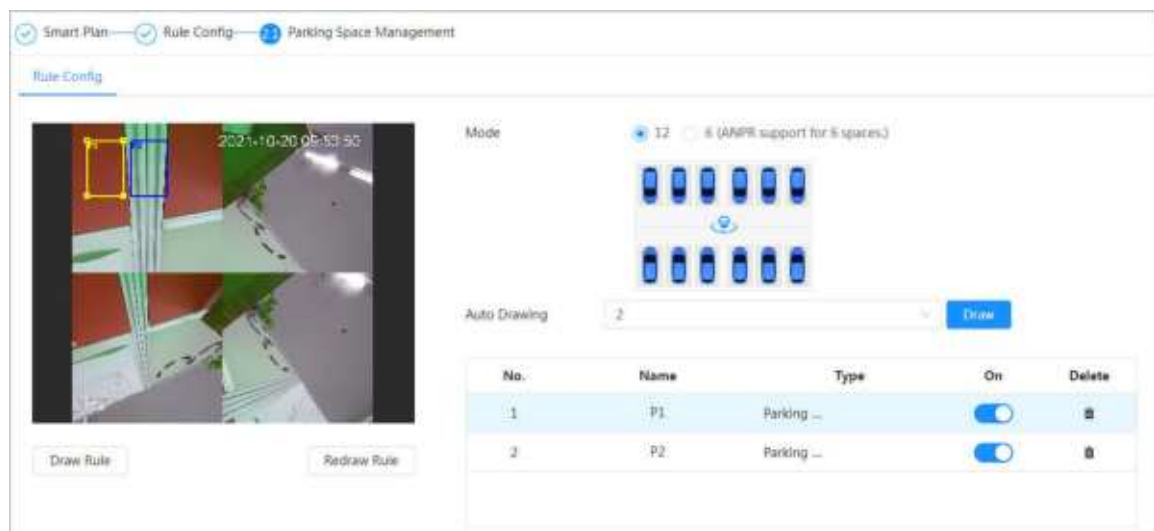 Smart Plan
Rule Config
2.1
Parking Space Management
Rule Config
2021-10-20 09:53:50
Mode
12
6 (ANPR support for 6 spaces.)
Auto Drawing
2
Draw
No. Name Type On Delete
1 P1 Parking ...
2 P2 Parking ...
Draw Rule
Redraw Rule